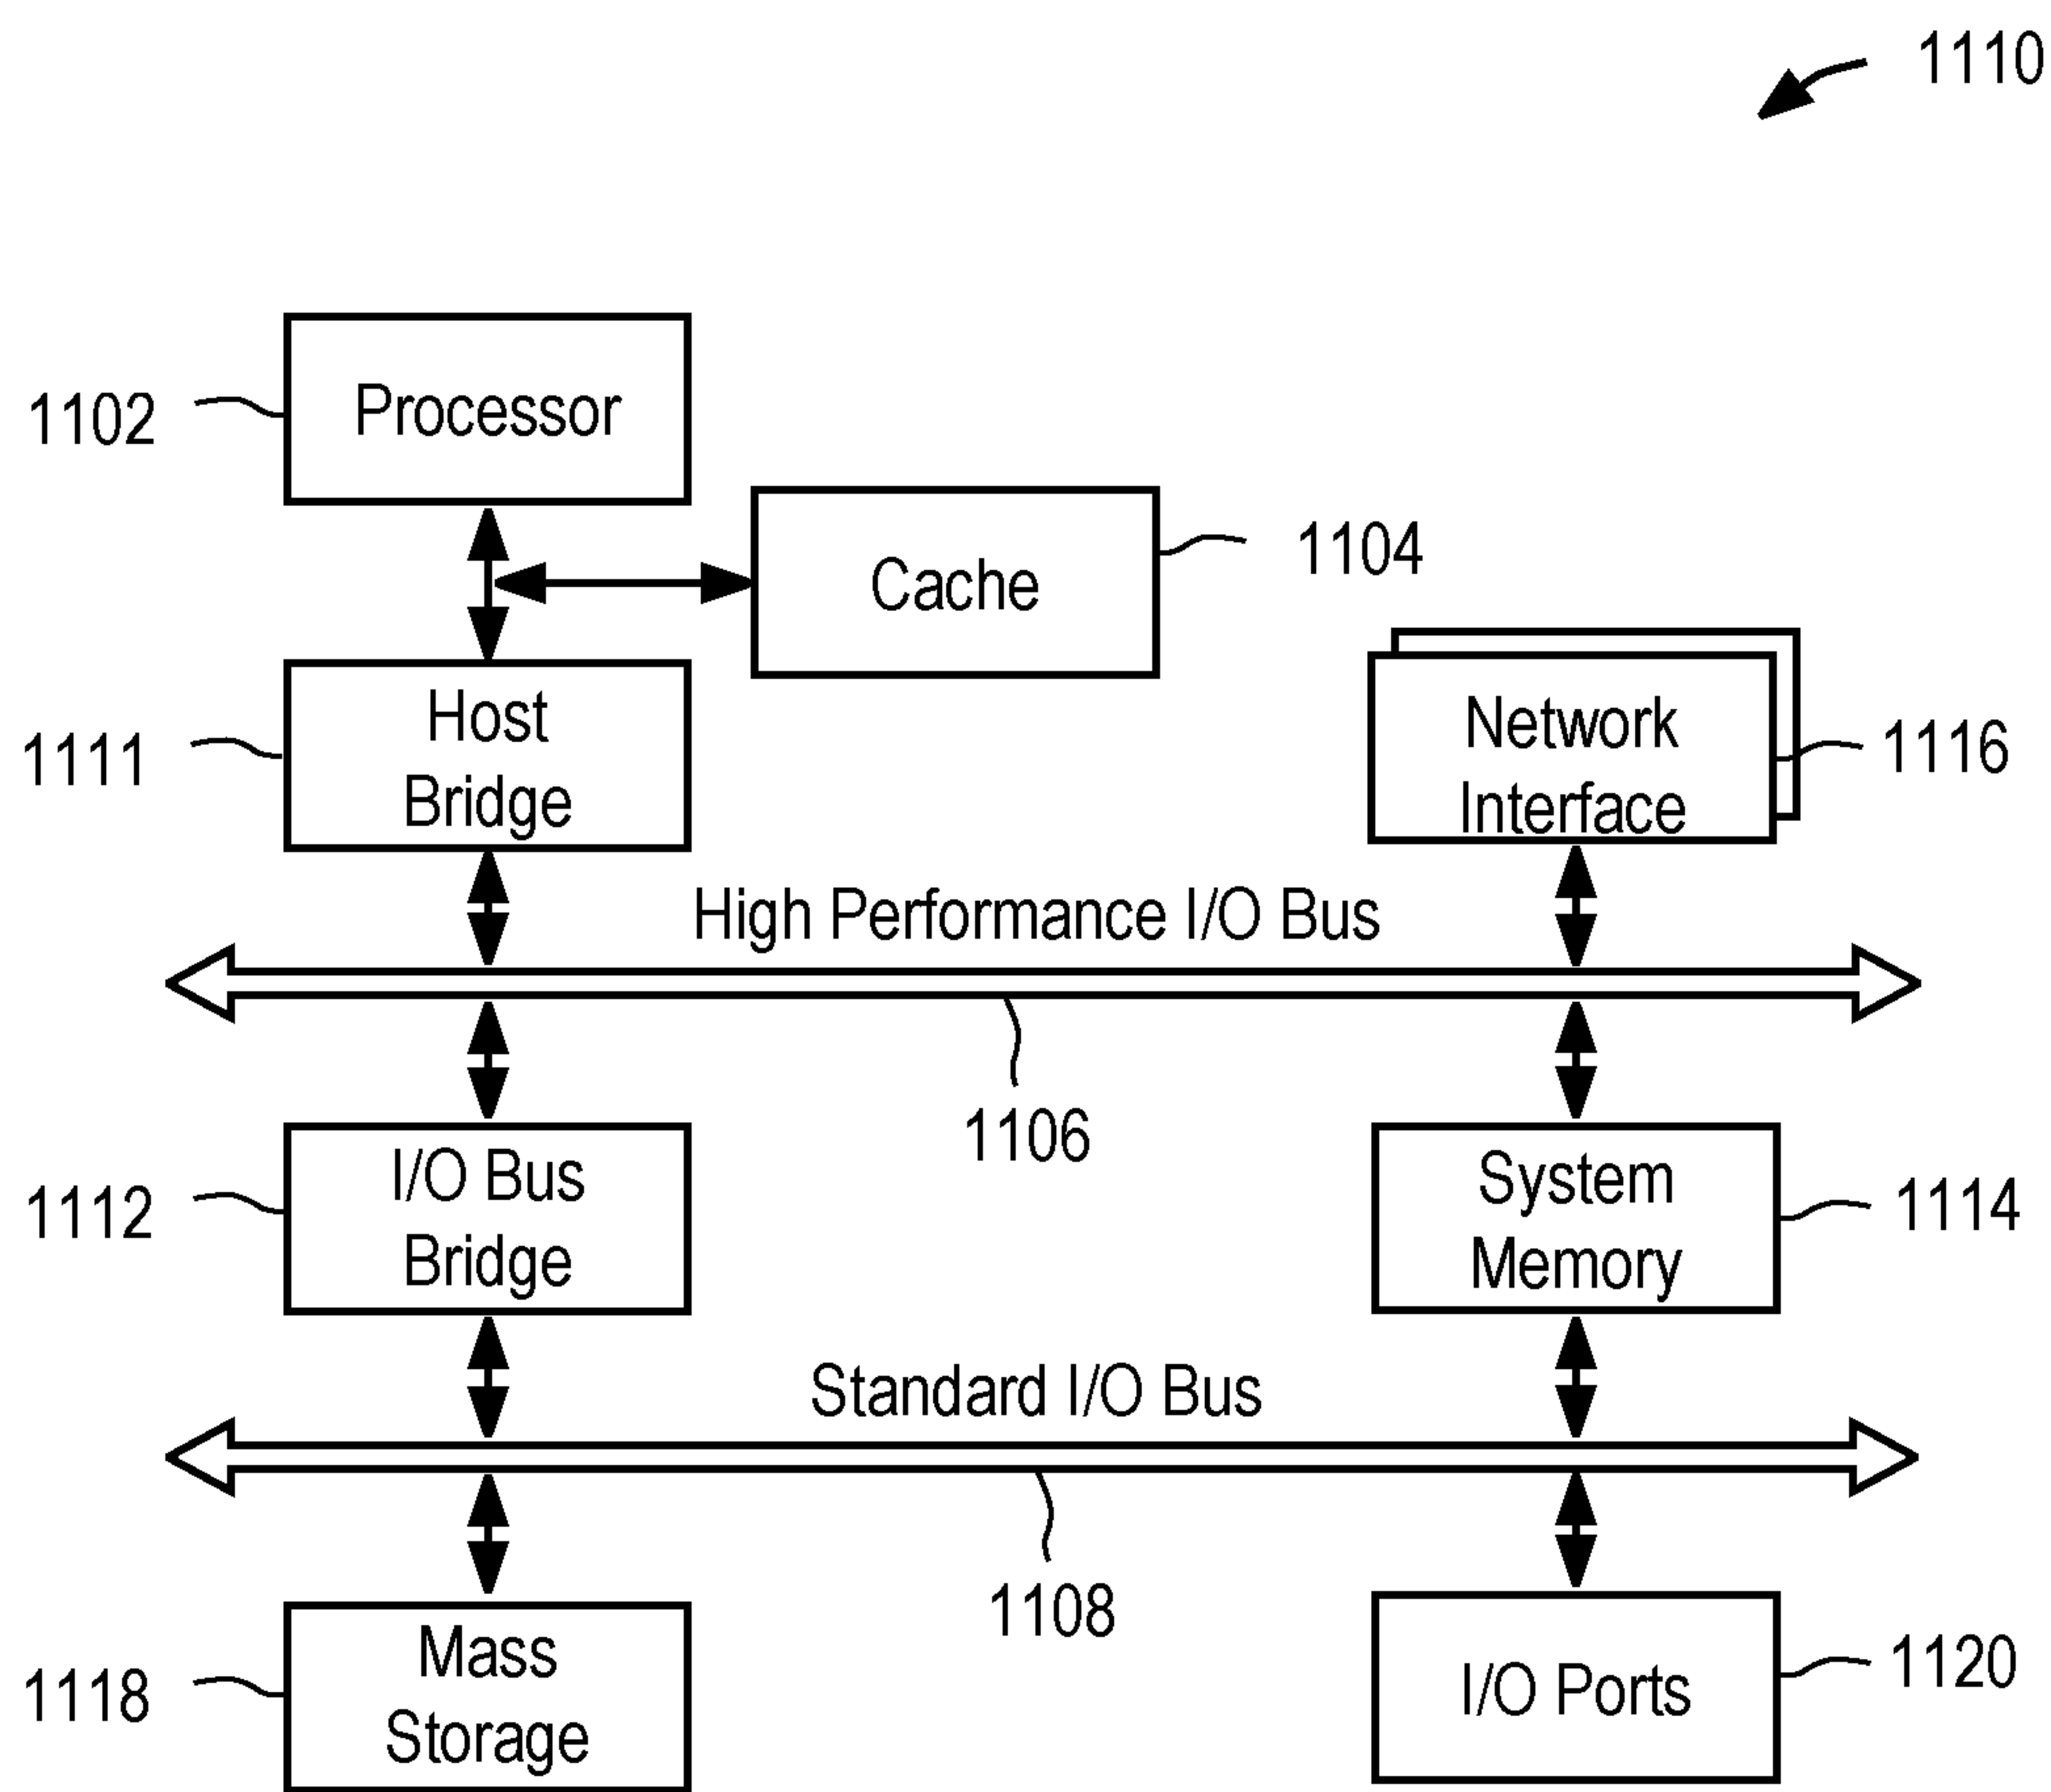 1110
Processor
1102
Cache
1104
Host
Bridge
1111
Network
Interface
1116
High Performance I/O Bus
1106
I/O Bus
Bridge
1112
System
Memory
1114
Standard I/O Bus
1108
Mass
Storage
1118
I/O Ports
1120